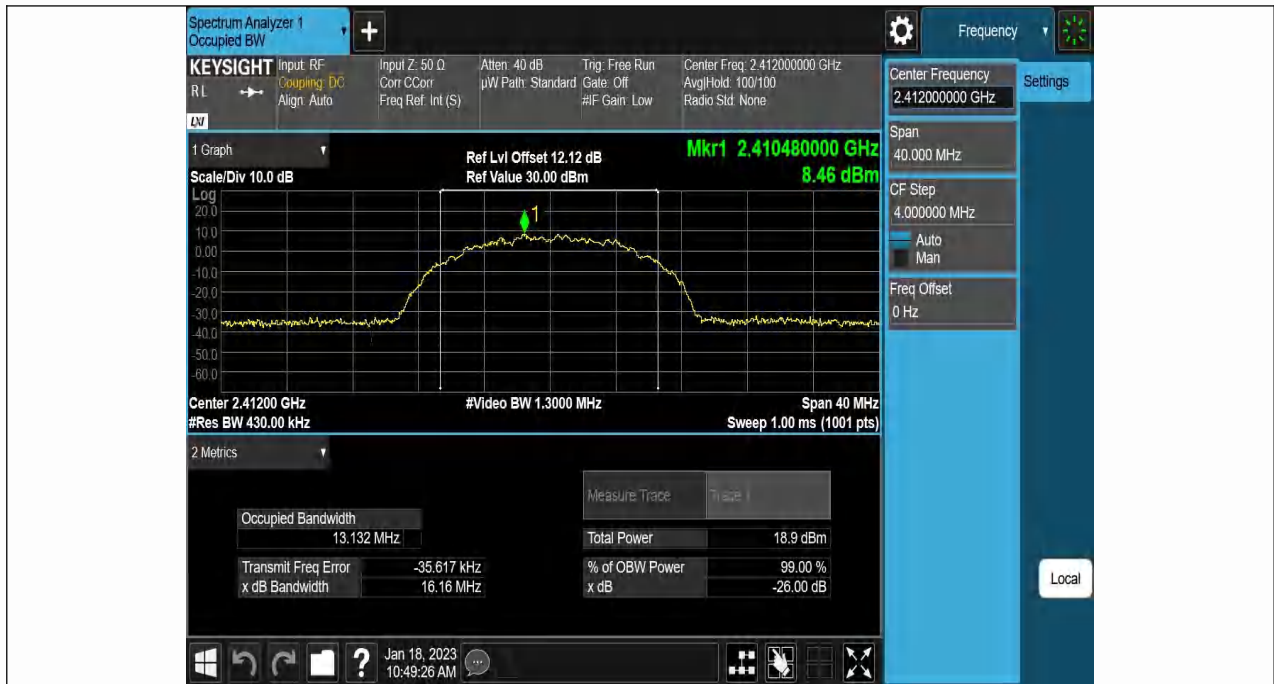 Spectrum Analyzer 1
Occupied BW
+
Frequency
KEYSIGHT
RL
LXI
Input: RF
Coupling: DC
Align: Auto
Input Z: 50 Ω
Corr CCorr
Freq Ref: Int (S)
Atten: 40 dB
µW Path: Standard
Trig: Free Run
Gate: Off
#IF Gain: Low
Center Freq: 2.412000000 GHz
Avg|Hold: 100/100
Radio Std: None
Center Frequency
2.412000000 GHz
Settings
Span
40.000 MHz
CF Step
4.000000 MHz
Auto
Man
Freq Offset
0 Hz
Local
1 Graph
Scale/Div 10.0 dB
Ref Lvl Offset 12.12 dB
Ref Value 30.00 dBm
Mkr1 2.410480000 GHz
8.46 dBm
Log
20.0
10.0
0.00
-10.0
-20.0
-30.0
-40.0
-50.0
-60.0
1
Center 2.41200 GHz
#Video BW 1.3000 MHz
Span 40 MHz
#Res BW 430.00 kHz
Sweep 1.00 ms (1001 pts)
2 Metrics
Measure Trace
Trace 1
Occupied Bandwidth
13.132 MHz
Total Power
18.9 dBm
Transmit Freq Error
-35.617 kHz
% of OBW Power
99.00 %
x dB Bandwidth
16.16 MHz
x dB
-26.00 dB
?
Jan 18, 2023
10:49:26 AM